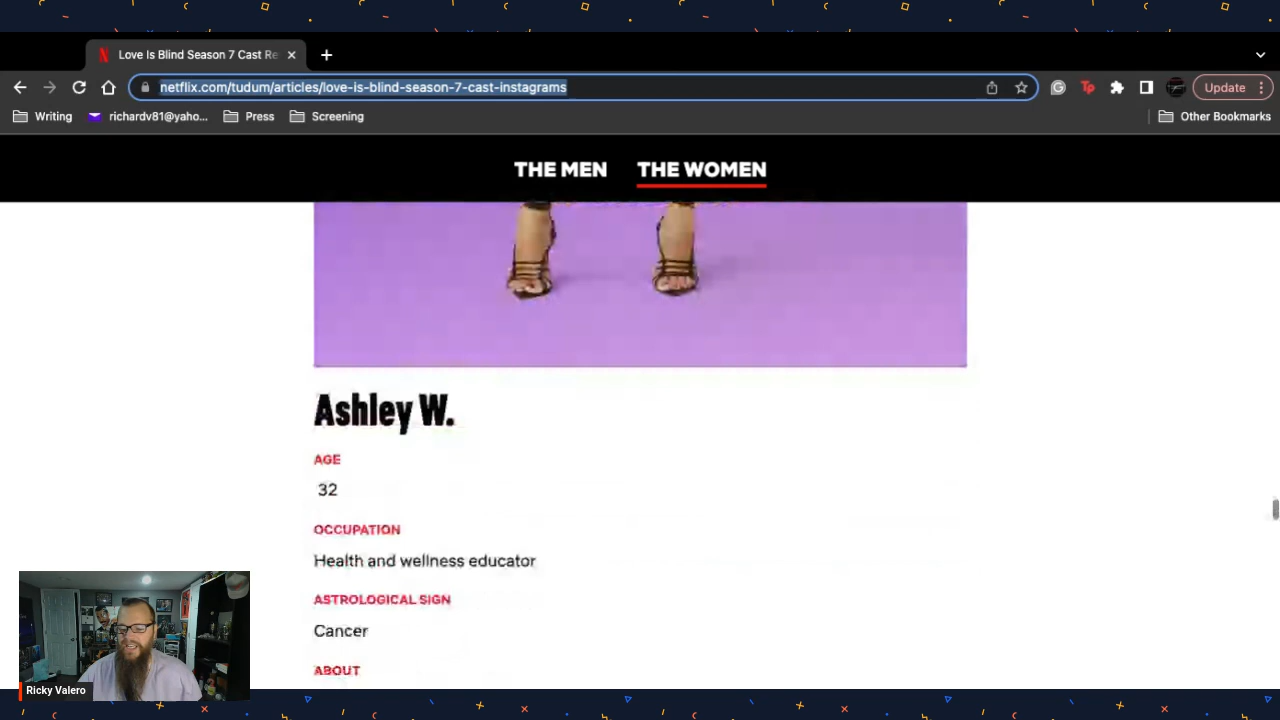 Love Is Blind Season 7 Cast Re
netflix.com/tudum/articles/love-is-blind-season-7-cast-instagrams
Update
Writing
richardv81@yaho...
Press
Screening
Other Bookmarks
THE MEN
THE WOMEN
Ashley W.
AGE
32
OCCUPATION
Health and wellness educator
ASTROLOGICAL SIGN
Cancer
ABOUT
Ricky Valero